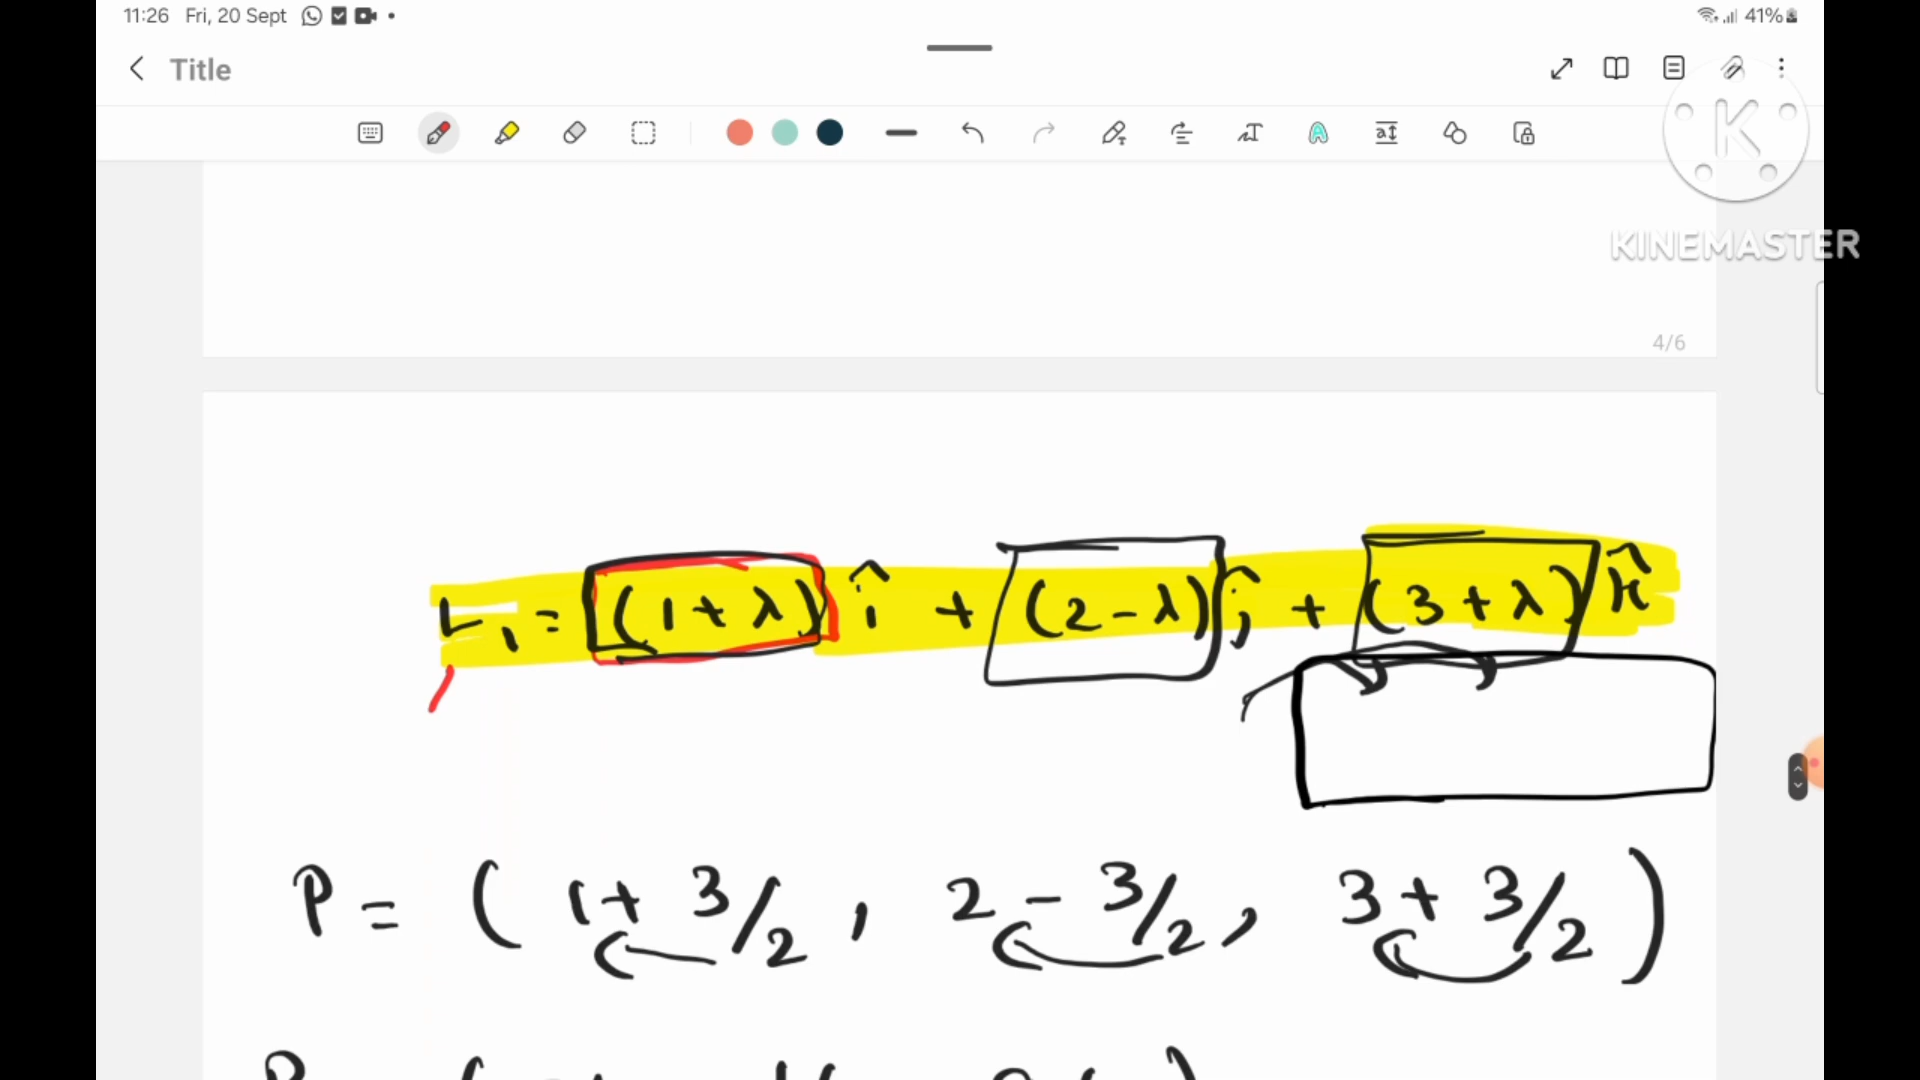 11:26 Fri, 20 Sept 41%
Title
K
KINEMASTER
4/6
L₁ = (1 + λ) î + (2 - λ) ĵ + (3 + λ) k̂
P = ( 1 + 3/2 , 2 - 3/2 , 3 + 3/2 )